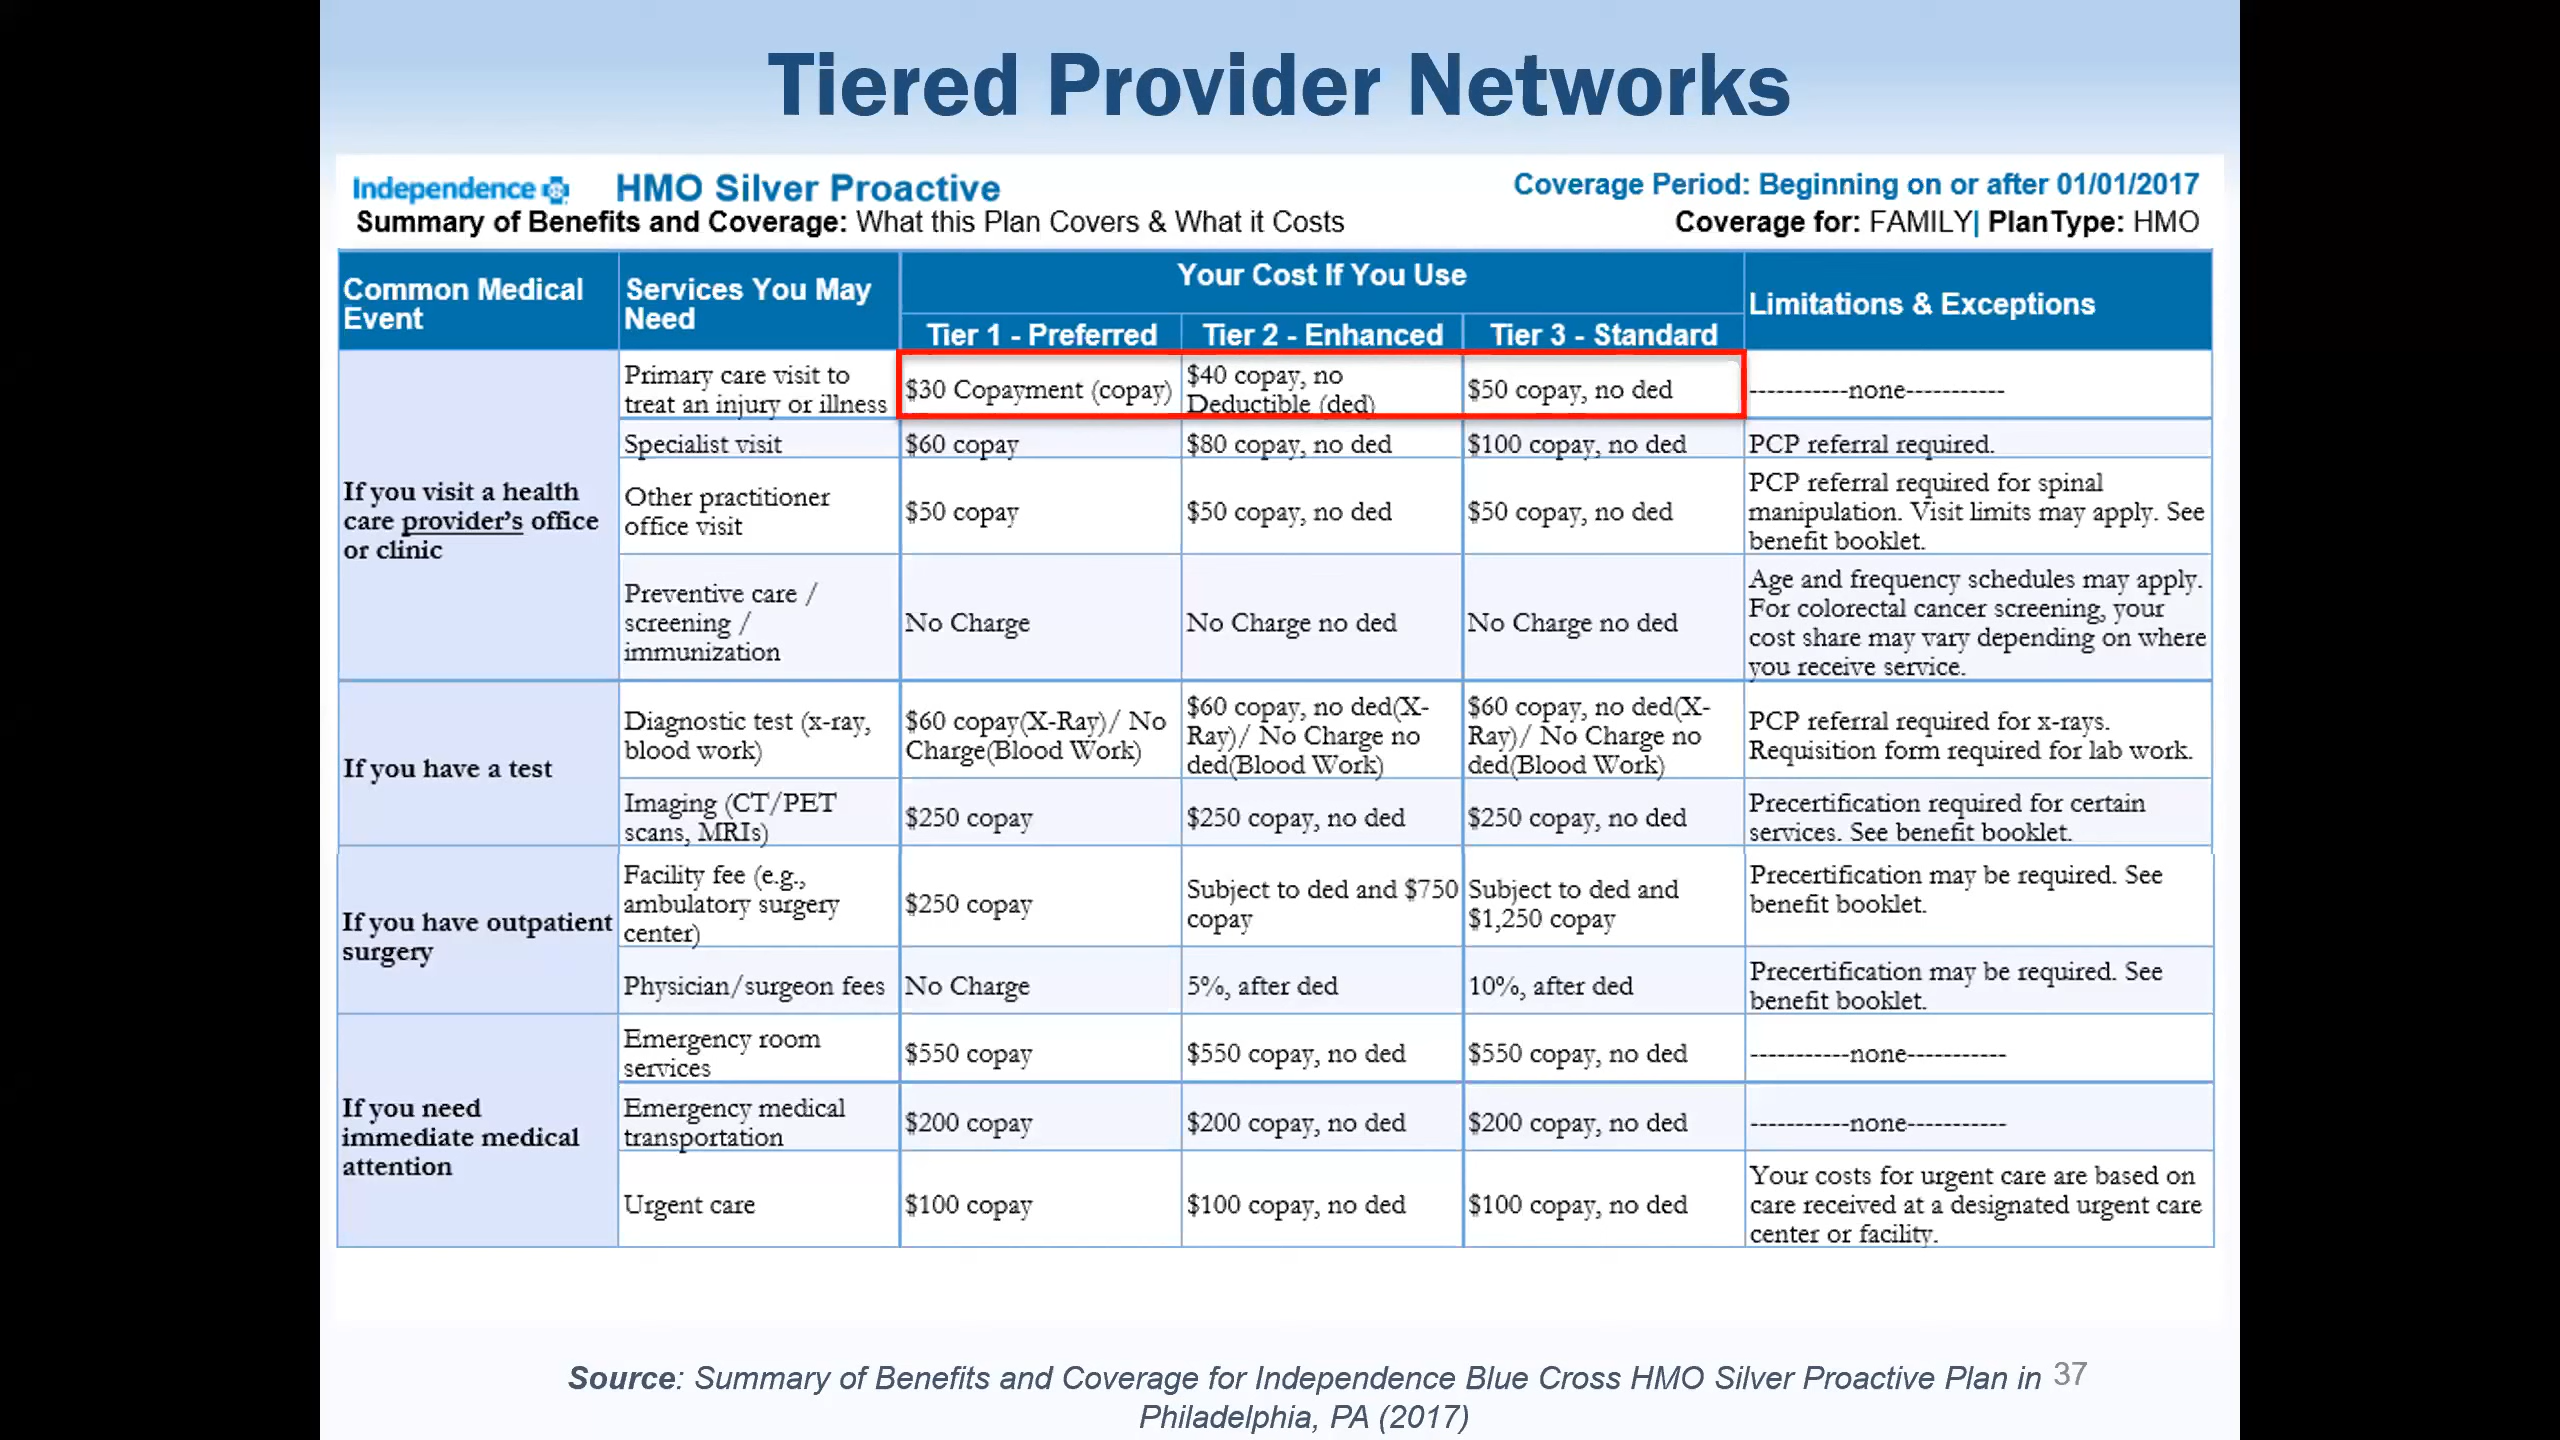 Tiered Provider Networks
Independence
HMO Silver Proactive
Coverage Period: Beginning on or after 01/01/2017
Summary of Benefits and Coverage: What this Plan Covers & What it Costs
Coverage for: FAMILY| PlanType: HMO
Common Medical
Event
Services You May
Need
Your Cost If You Use
Tier 1 - Preferred
Tier 2 - Enhanced
Tier 3 - Standard
Limitations & Exceptions
If you visit a health
care provider’s office
or clinic
Primary care visit to
treat an injury or illness
$30 Copayment (copay)
$40 copay, no
Deductible (ded)
$50 copay, no ded
-----------none-----------
Specialist visit
$60 copay
$80 copay, no ded
$100 copay, no ded
PCP referral required.
Other practitioner
office visit
$50 copay
$50 copay, no ded
$50 copay, no ded
PCP referral required for spinal
manipulation. Visit limits may apply. See
benefit booklet.
Preventive care /
screening /
immunization
No Charge
No Charge no ded
No Charge no ded
Age and frequency schedules may apply.
For colorectal cancer screening, your
cost share may vary depending on where
you receive service.
If you have a test
Diagnostic test (x-ray,
blood work)
$60 copay(X-Ray)/ No
Charge(Blood Work)
$60 copay, no ded(X-
Ray)/ No Charge no
ded(Blood Work)
$60 copay, no ded(X-
Ray)/ No Charge no
ded(Blood Work)
PCP referral required for x-rays.
Requisition form required for lab work.
Imaging (CT/PET
scans, MRIs)
$250 copay
$250 copay, no ded
$250 copay, no ded
Precertification required for certain
services. See benefit booklet.
If you have outpatient
surgery
Facility fee (e.g.,
ambulatory surgery
center)
$250 copay
Subject to ded and $750
copay
Subject to ded and
$1,250 copay
Precertification may be required. See
benefit booklet.
Physician/surgeon fees
No Charge
5%, after ded
10%, after ded
Precertification may be required. See
benefit booklet.
If you need
immediate medical
attention
Emergency room
services
$550 copay
$550 copay, no ded
$550 copay, no ded
-----------none-----------
Emergency medical
transportation
$200 copay
$200 copay, no ded
$200 copay, no ded
-----------none-----------
Urgent care
$100 copay
$100 copay, no ded
$100 copay, no ded
Your costs for urgent care are based on
care received at a designated urgent care
center or facility.
Source: Summary of Benefits and Coverage for Independence Blue Cross HMO Silver Proactive Plan in
Philadelphia, PA (2017)
37